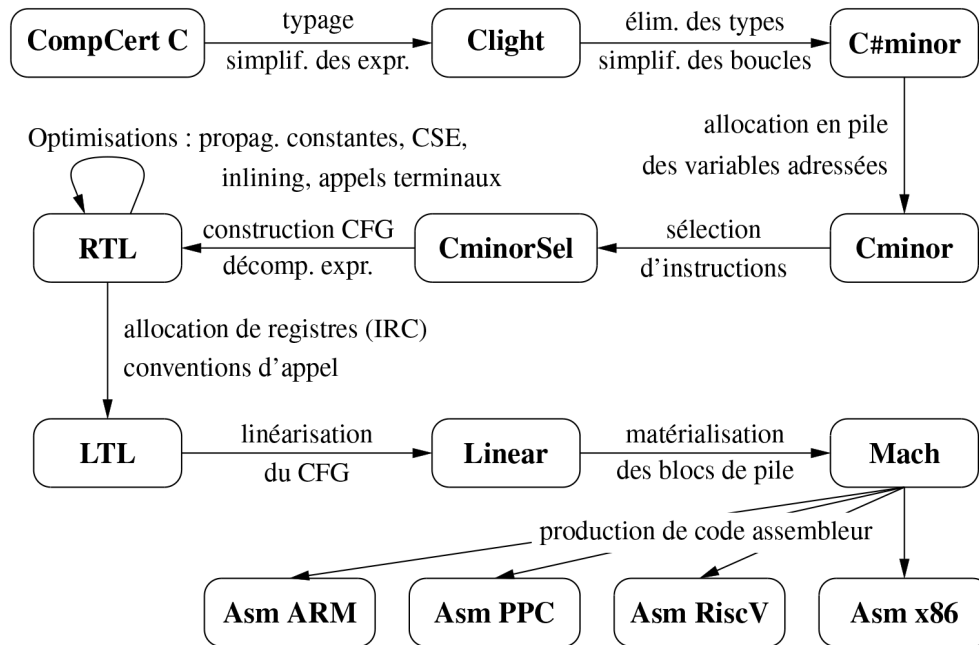 CompCert C
typage
simplif. des expr.
Clight
élim. des types
simplif. des boucles
C#minor
allocation en pile
des variables adressées
Optimisations : propag. constantes, CSE,
inlining, appels terminaux
RTL
construction CFG
décomp. expr.
CminorSel
sélection
d'instructions
Cminor
allocation de registres (IRC)
conventions d'appel
LTL
linéarisation
du CFG
Linear
matérialisation
des blocs de pile
Mach
production de code assembleur
Asm ARM
Asm PPC
Asm RiscV
Asm x86